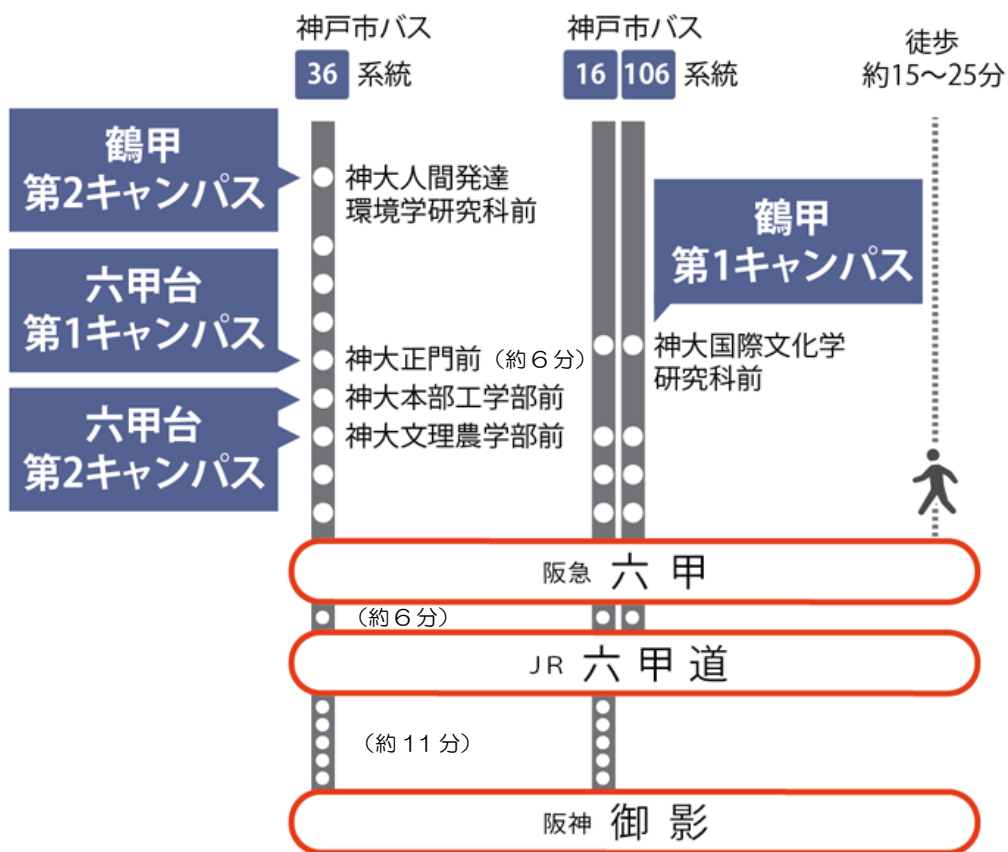 神戸市バス
36 系統
神戸市バス
16 106 系統
徒歩
約15〜25分
鶴甲
第2キャンパス
神大人間発達
環境学研究科前
鶴甲
第1キャンパス
六甲台
第1キャンパス
神大正門前（約６分）
神大国際文化学
研究科前
神大本部工学部前
六甲台
第2キャンパス
神大文理農学部前
阪急 六甲
（約６分）
JR 六甲道
（約 11 分）
阪神 御影